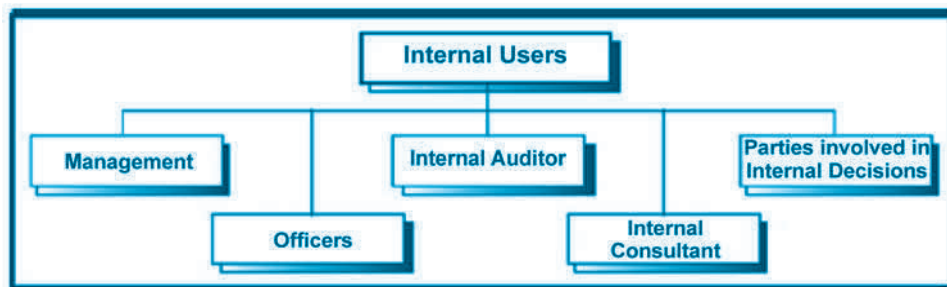 Internal Users
Management
Internal Auditor
Parties involved in
Internal Decisions
Officers
Internal
Consultant